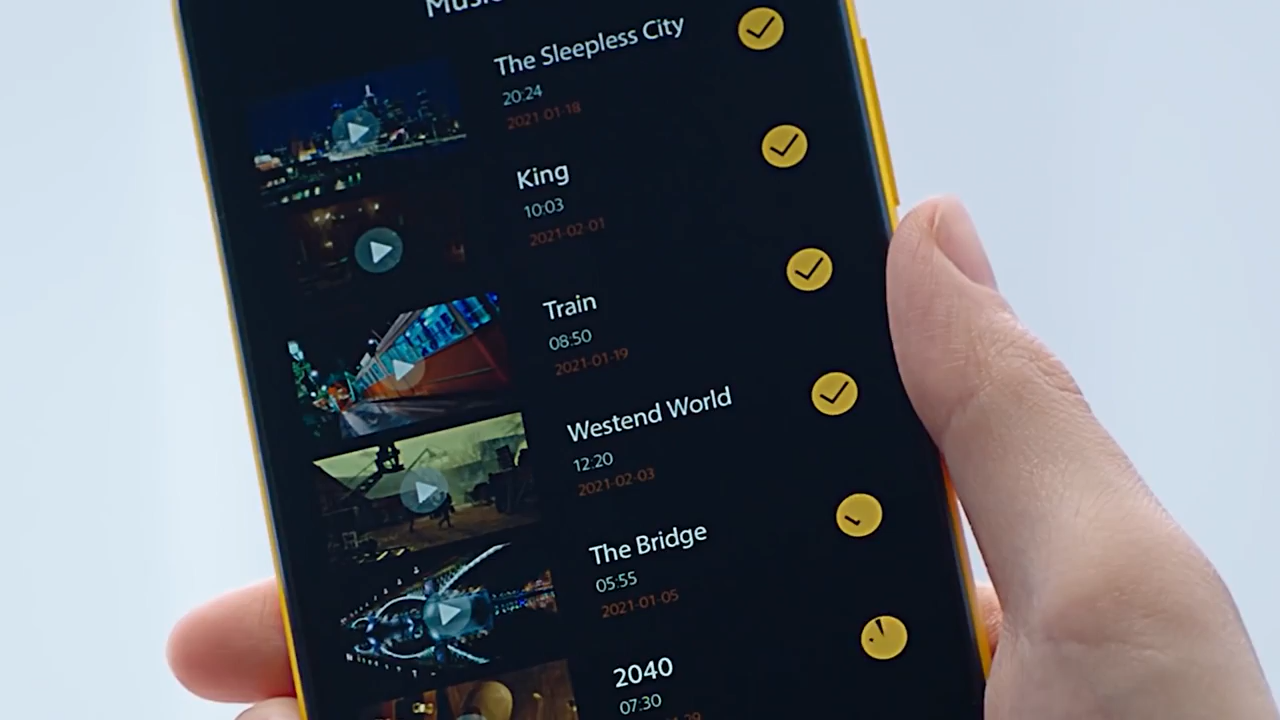 The Sleepless City
20:24
2021-01-18
King
10:03
2021-02-01
Train
08:50
2021-01-19
Westend World
12:20
2021-02-03
The Bridge
05:55
2021-01-05
2040
07:30